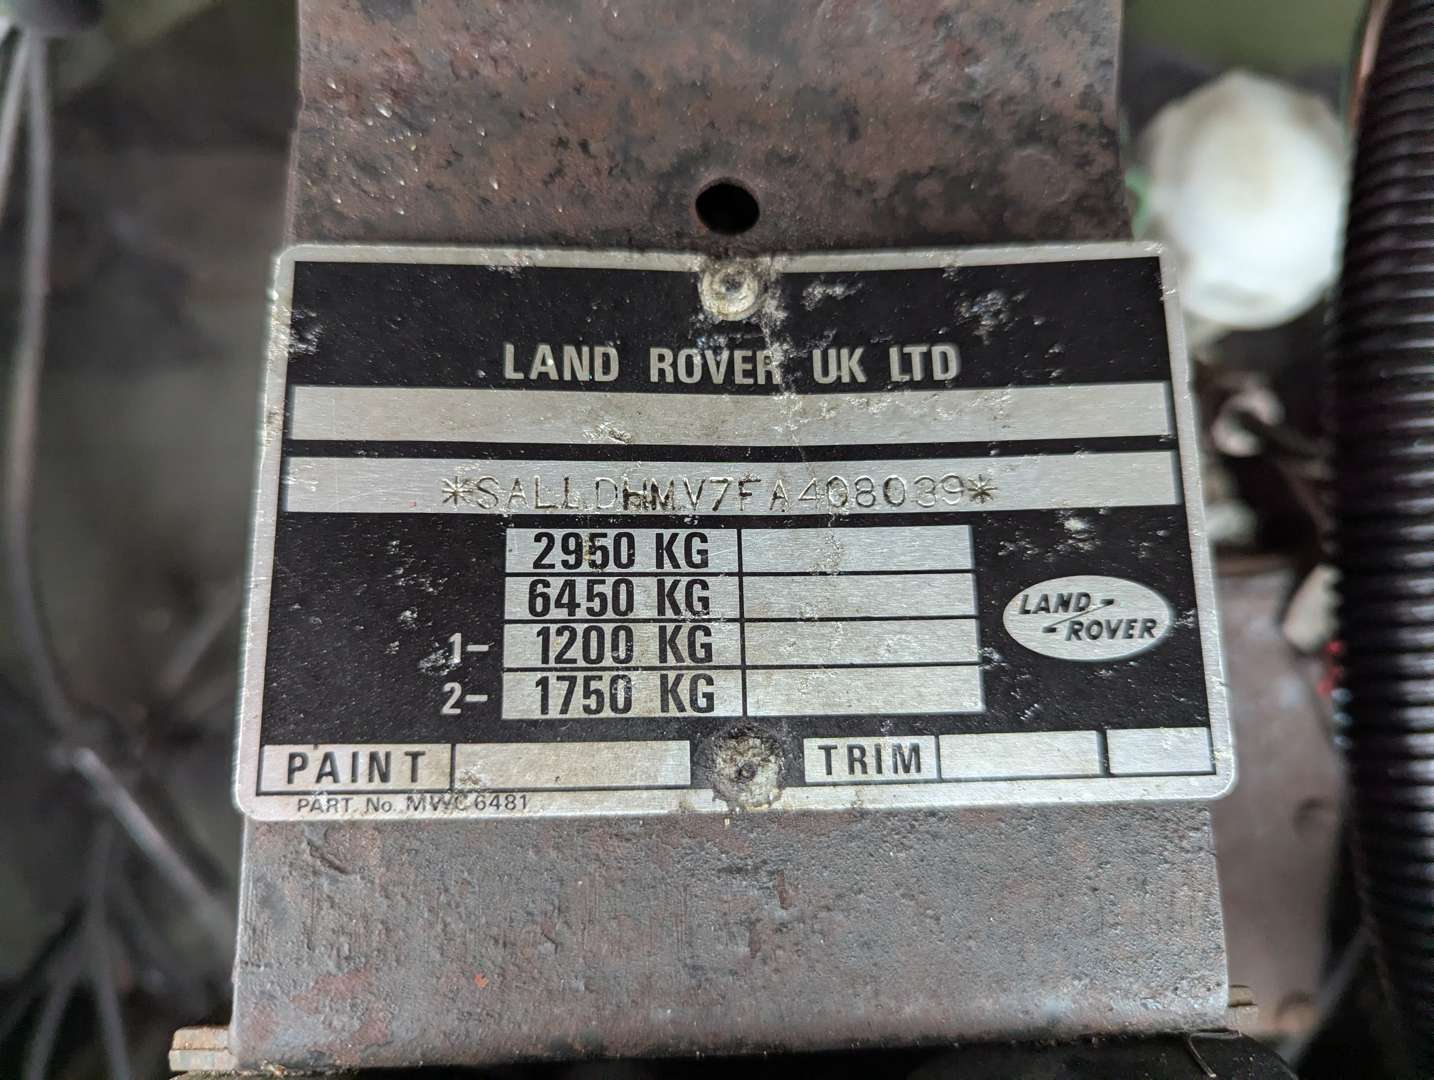 LAND ROVER UK LTD
*SALLDHMV7FA408039*
2950 KG
6450 KG
1- 1200 KG
2- 1750 KG
LAND-
-ROVER
PAINT TRIM
PART. No. MWC 6481